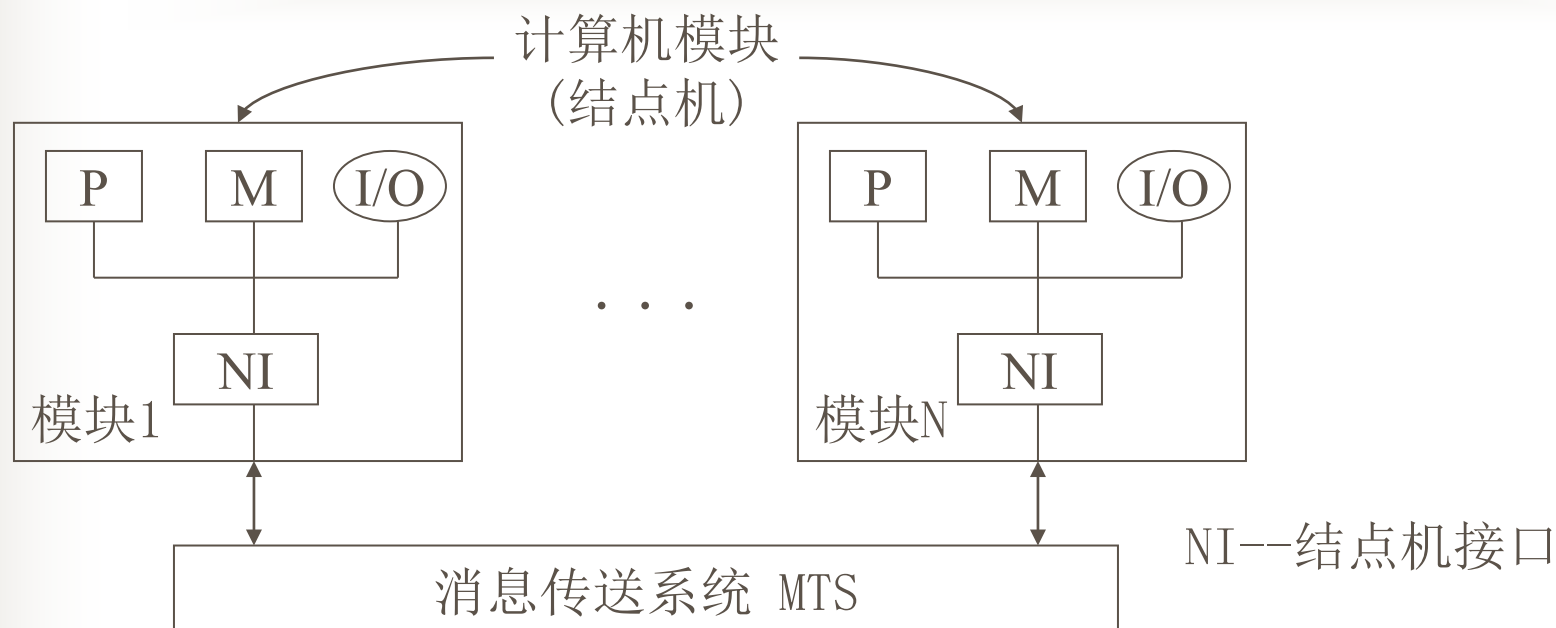 计算机模块
(结点机)
P M I/O
P M I/O
. . .
NI
NI
模块1
模块N
NI--结点机接口
消息传送系统 MTS